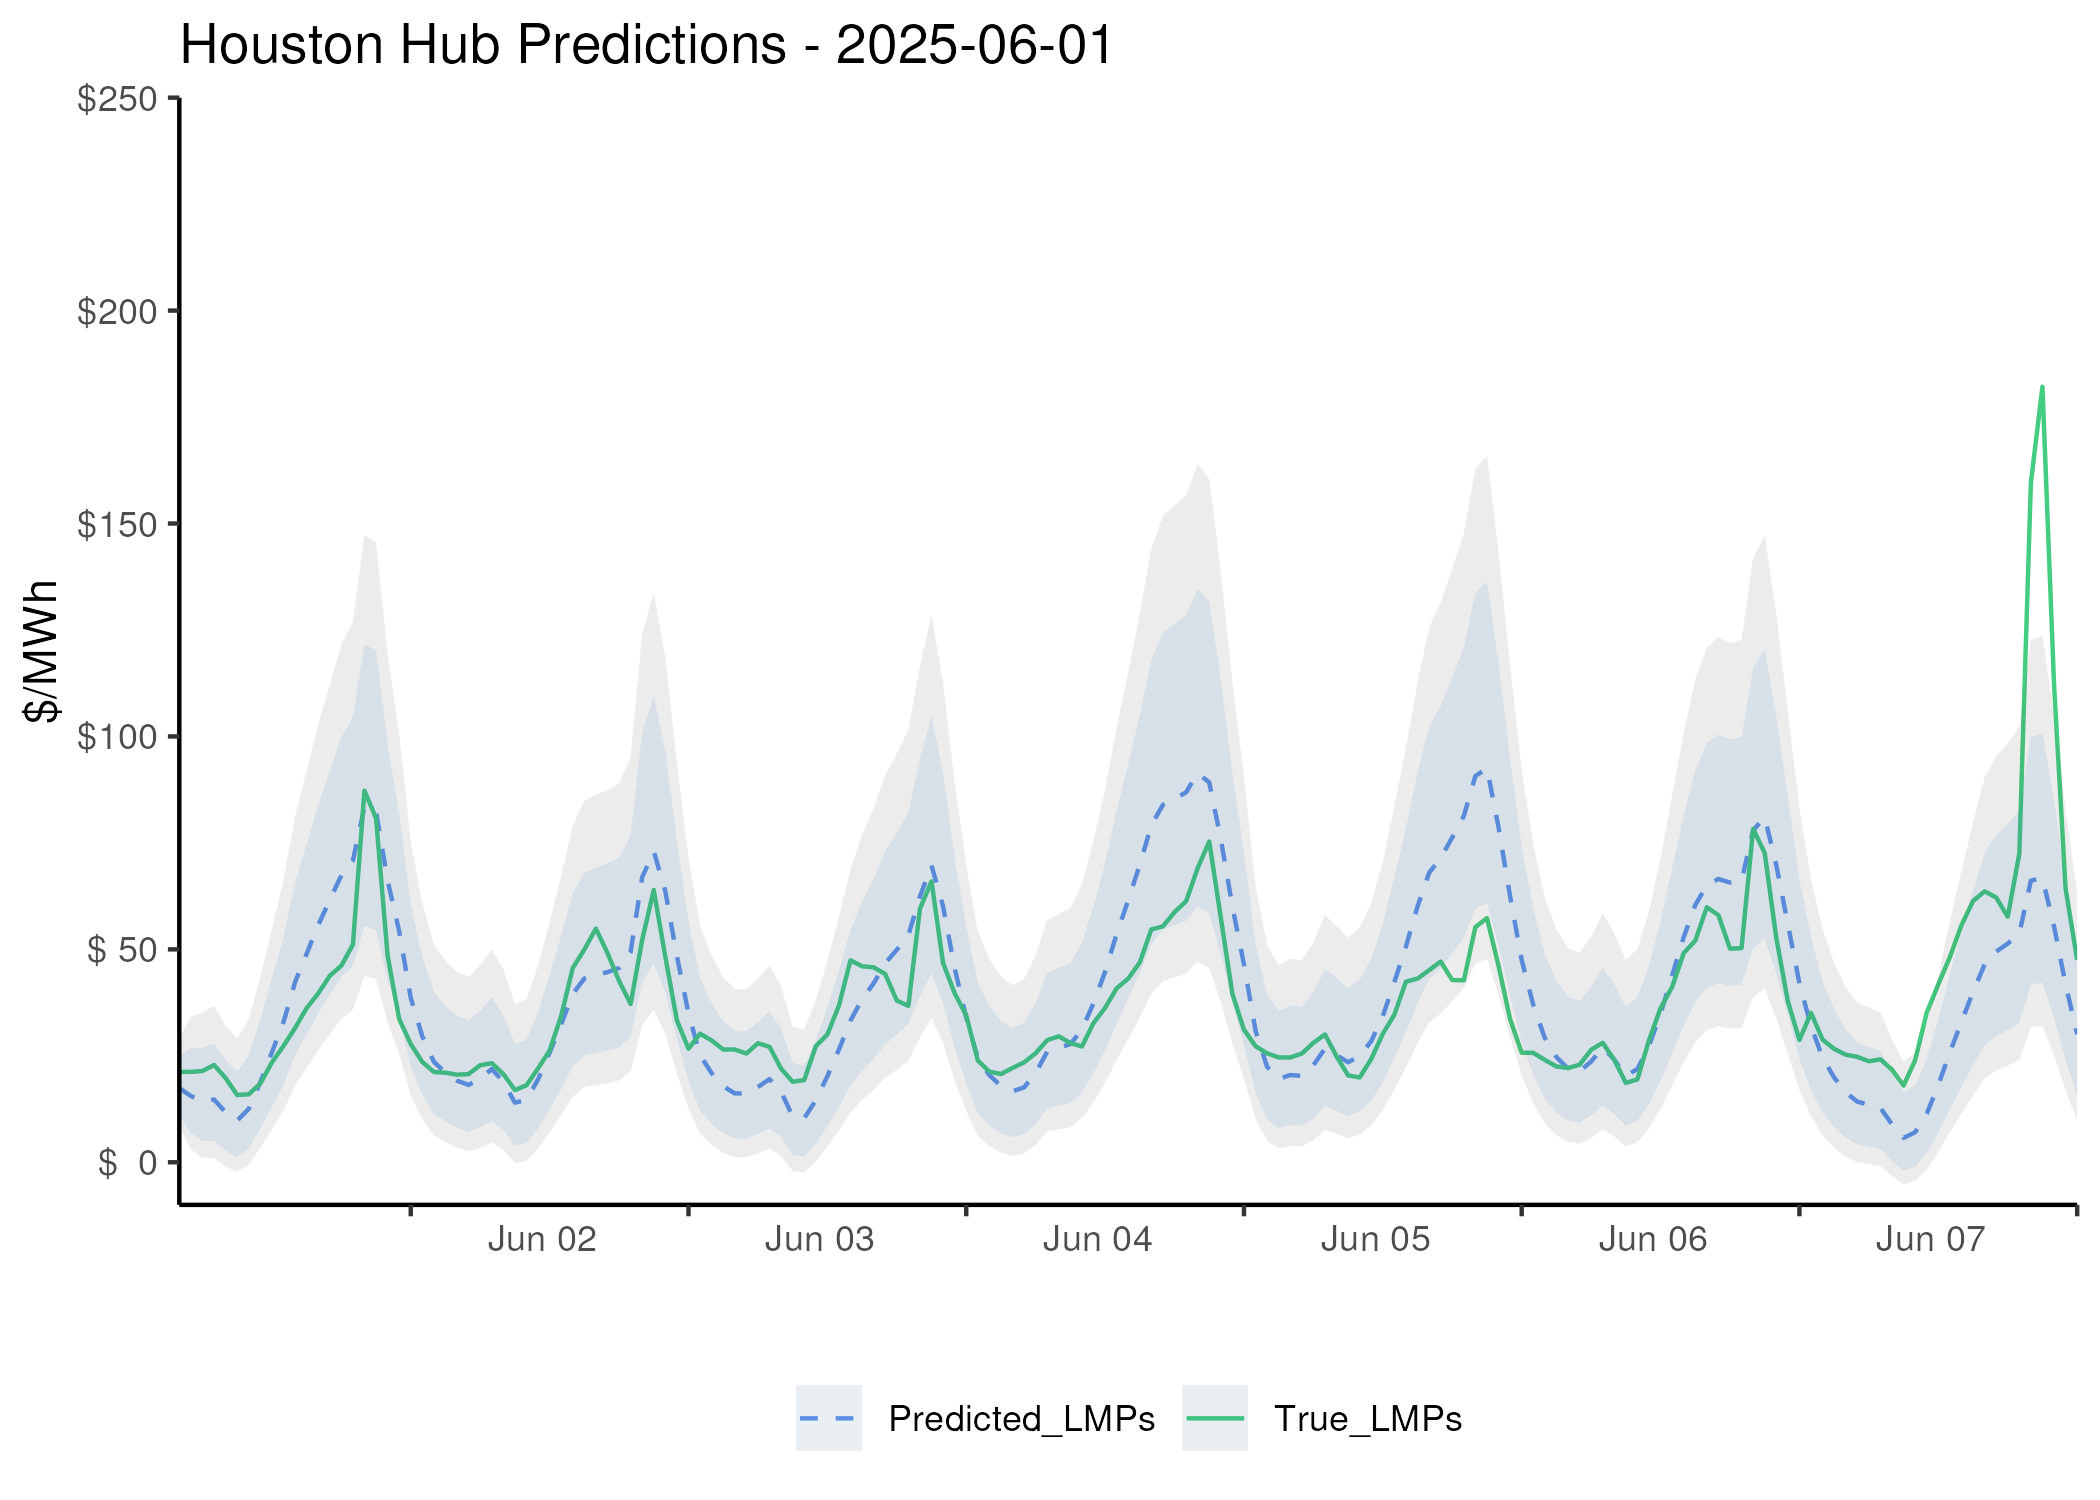 Houston Hub Predictions - 2025-06-01
$250
$200
$150
$100
$ 50
$  0
$/MWh
Jun 02 Jun 03 Jun 04 Jun 05 Jun 06 Jun 07
Predicted_LMPs True_LMPs